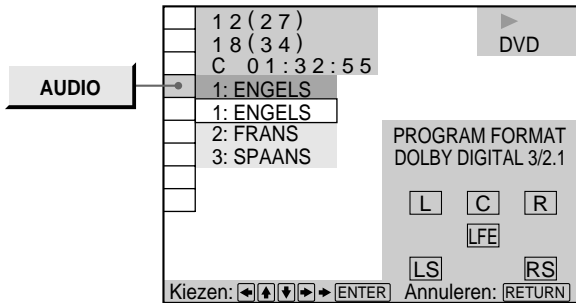 12(27)
18(34)
C 01:32:55
DVD
AUDIO
1: ENGELS
1: ENGELS
2: FRANS
3: SPAANS
PROGRAM FORMAT
DOLBY DIGITAL 3/2.1
L C R
LFE
LS RS
Kiezen: ENTER Annuleren: RETURN